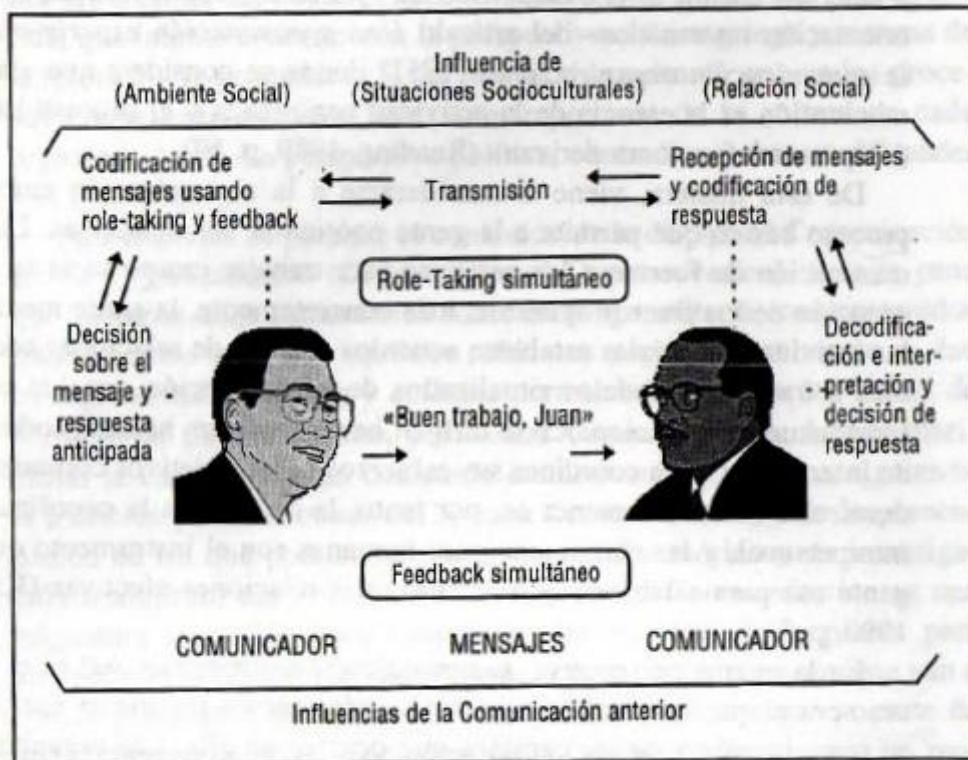 Influencia de
(Ambiente Social) (Situaciones Socioculturales) (Relación Social)
Codificación de
mensajes usando
role-taking y feedback
Transmisión
Recepción de mensajes
y codificación de
respuesta
Role-Taking simultáneo
Decisión
sobre el
mensaje y
respuesta
anticipada
«Buen trabajo, Juan»
Decodifica-
ción e inter-
pretación y
decisión de
respuesta
Feedback simultáneo
COMUNICADOR MENSAJES COMUNICADOR
Influencias de la Comunicación anterior